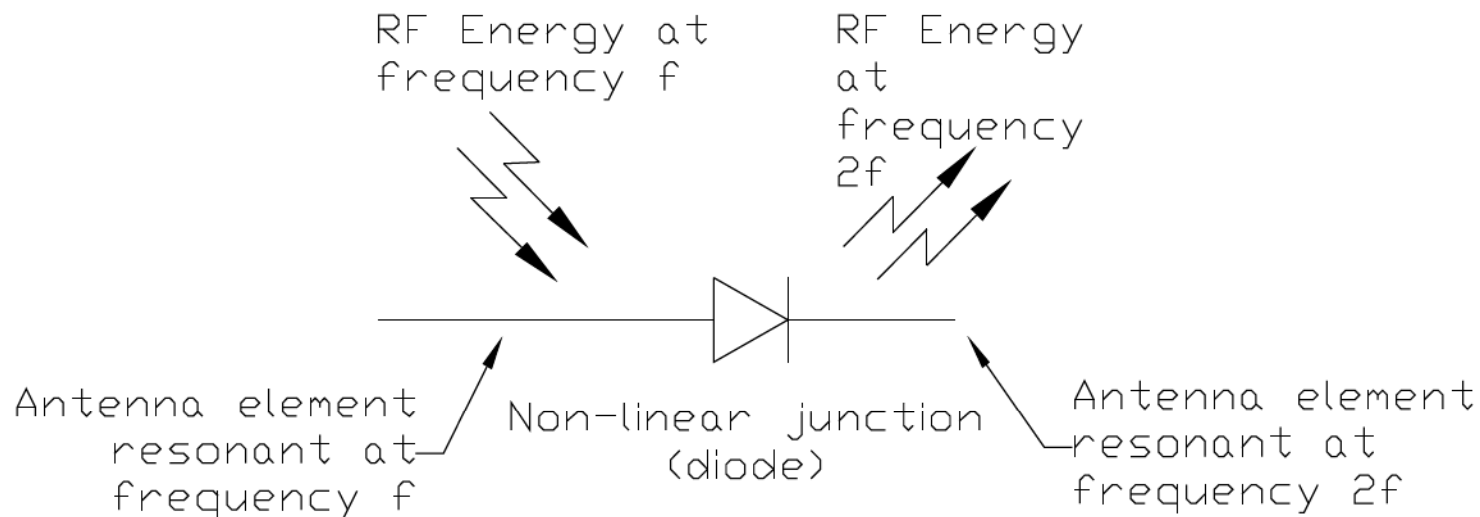 RF Energy at
frequency f
RF Energy
at
frequency
2f
Antenna element
resonant at
frequency f
Non-linear junction
(diode)
Antenna element
resonant at
frequency 2f